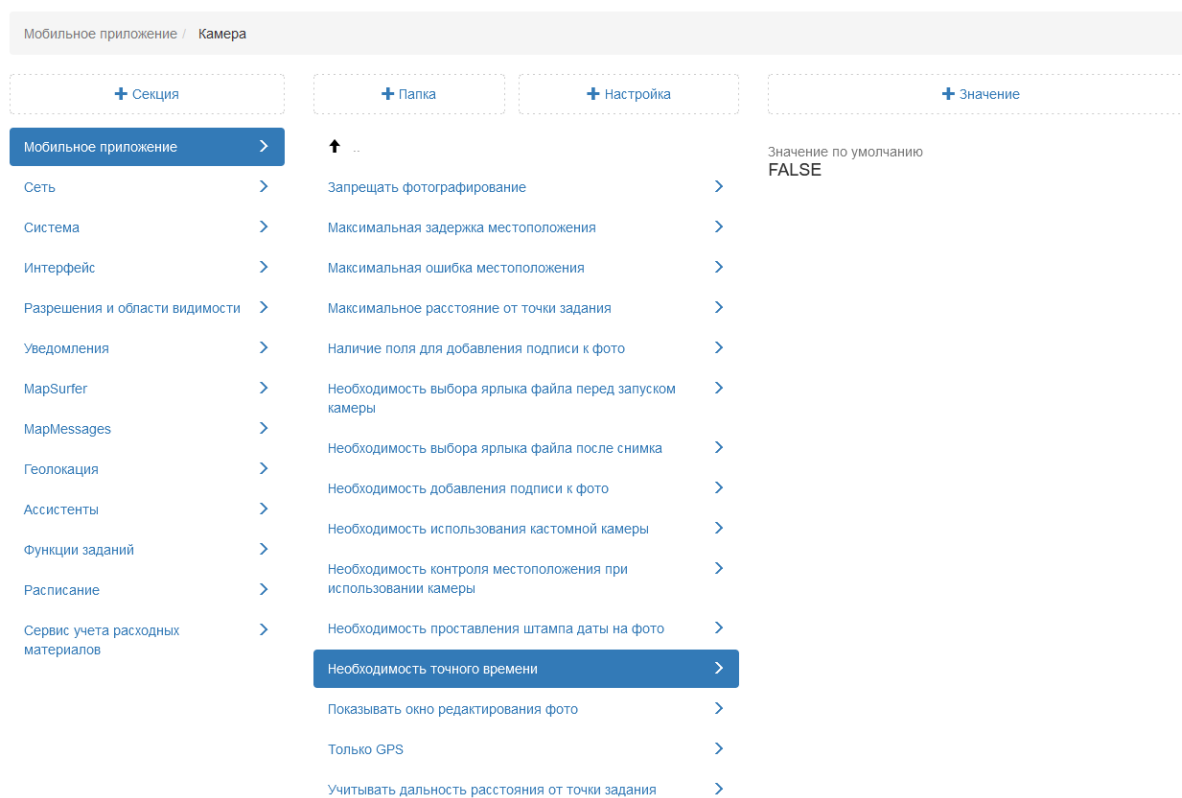 Мобильное приложение / Камера
+ Секция
+ Папка
+ Настройка
+ Значение
Мобильное приложение
Сеть
Система
Интерфейс
Разрешения и области видимости
Уведомления
MapSurfer
MapMessages
Геолокация
Ассистенты
Функции заданий
Расписание
Сервис учета расходных
материалов
..
Запрещать фотографирование
Максимальная задержка местоположения
Максимальная ошибка местоположения
Максимальное расстояние от точки задания
Наличие поля для добавления подписи к фото
Необходимость выбора ярлыка файла перед запуском
камеры
Необходимость выбора ярлыка файла после снимка
Необходимость добавления подписи к фото
Необходимость использования кастомной камеры
Необходимость контроля местоположения при
использовании камеры
Необходимость проставления штампа даты на фото
Необходимость точного времени
Показывать окно редактирования фото
Только GPS
Учитывать дальность расстояния от точки задания
Значение по умолчанию
FALSE